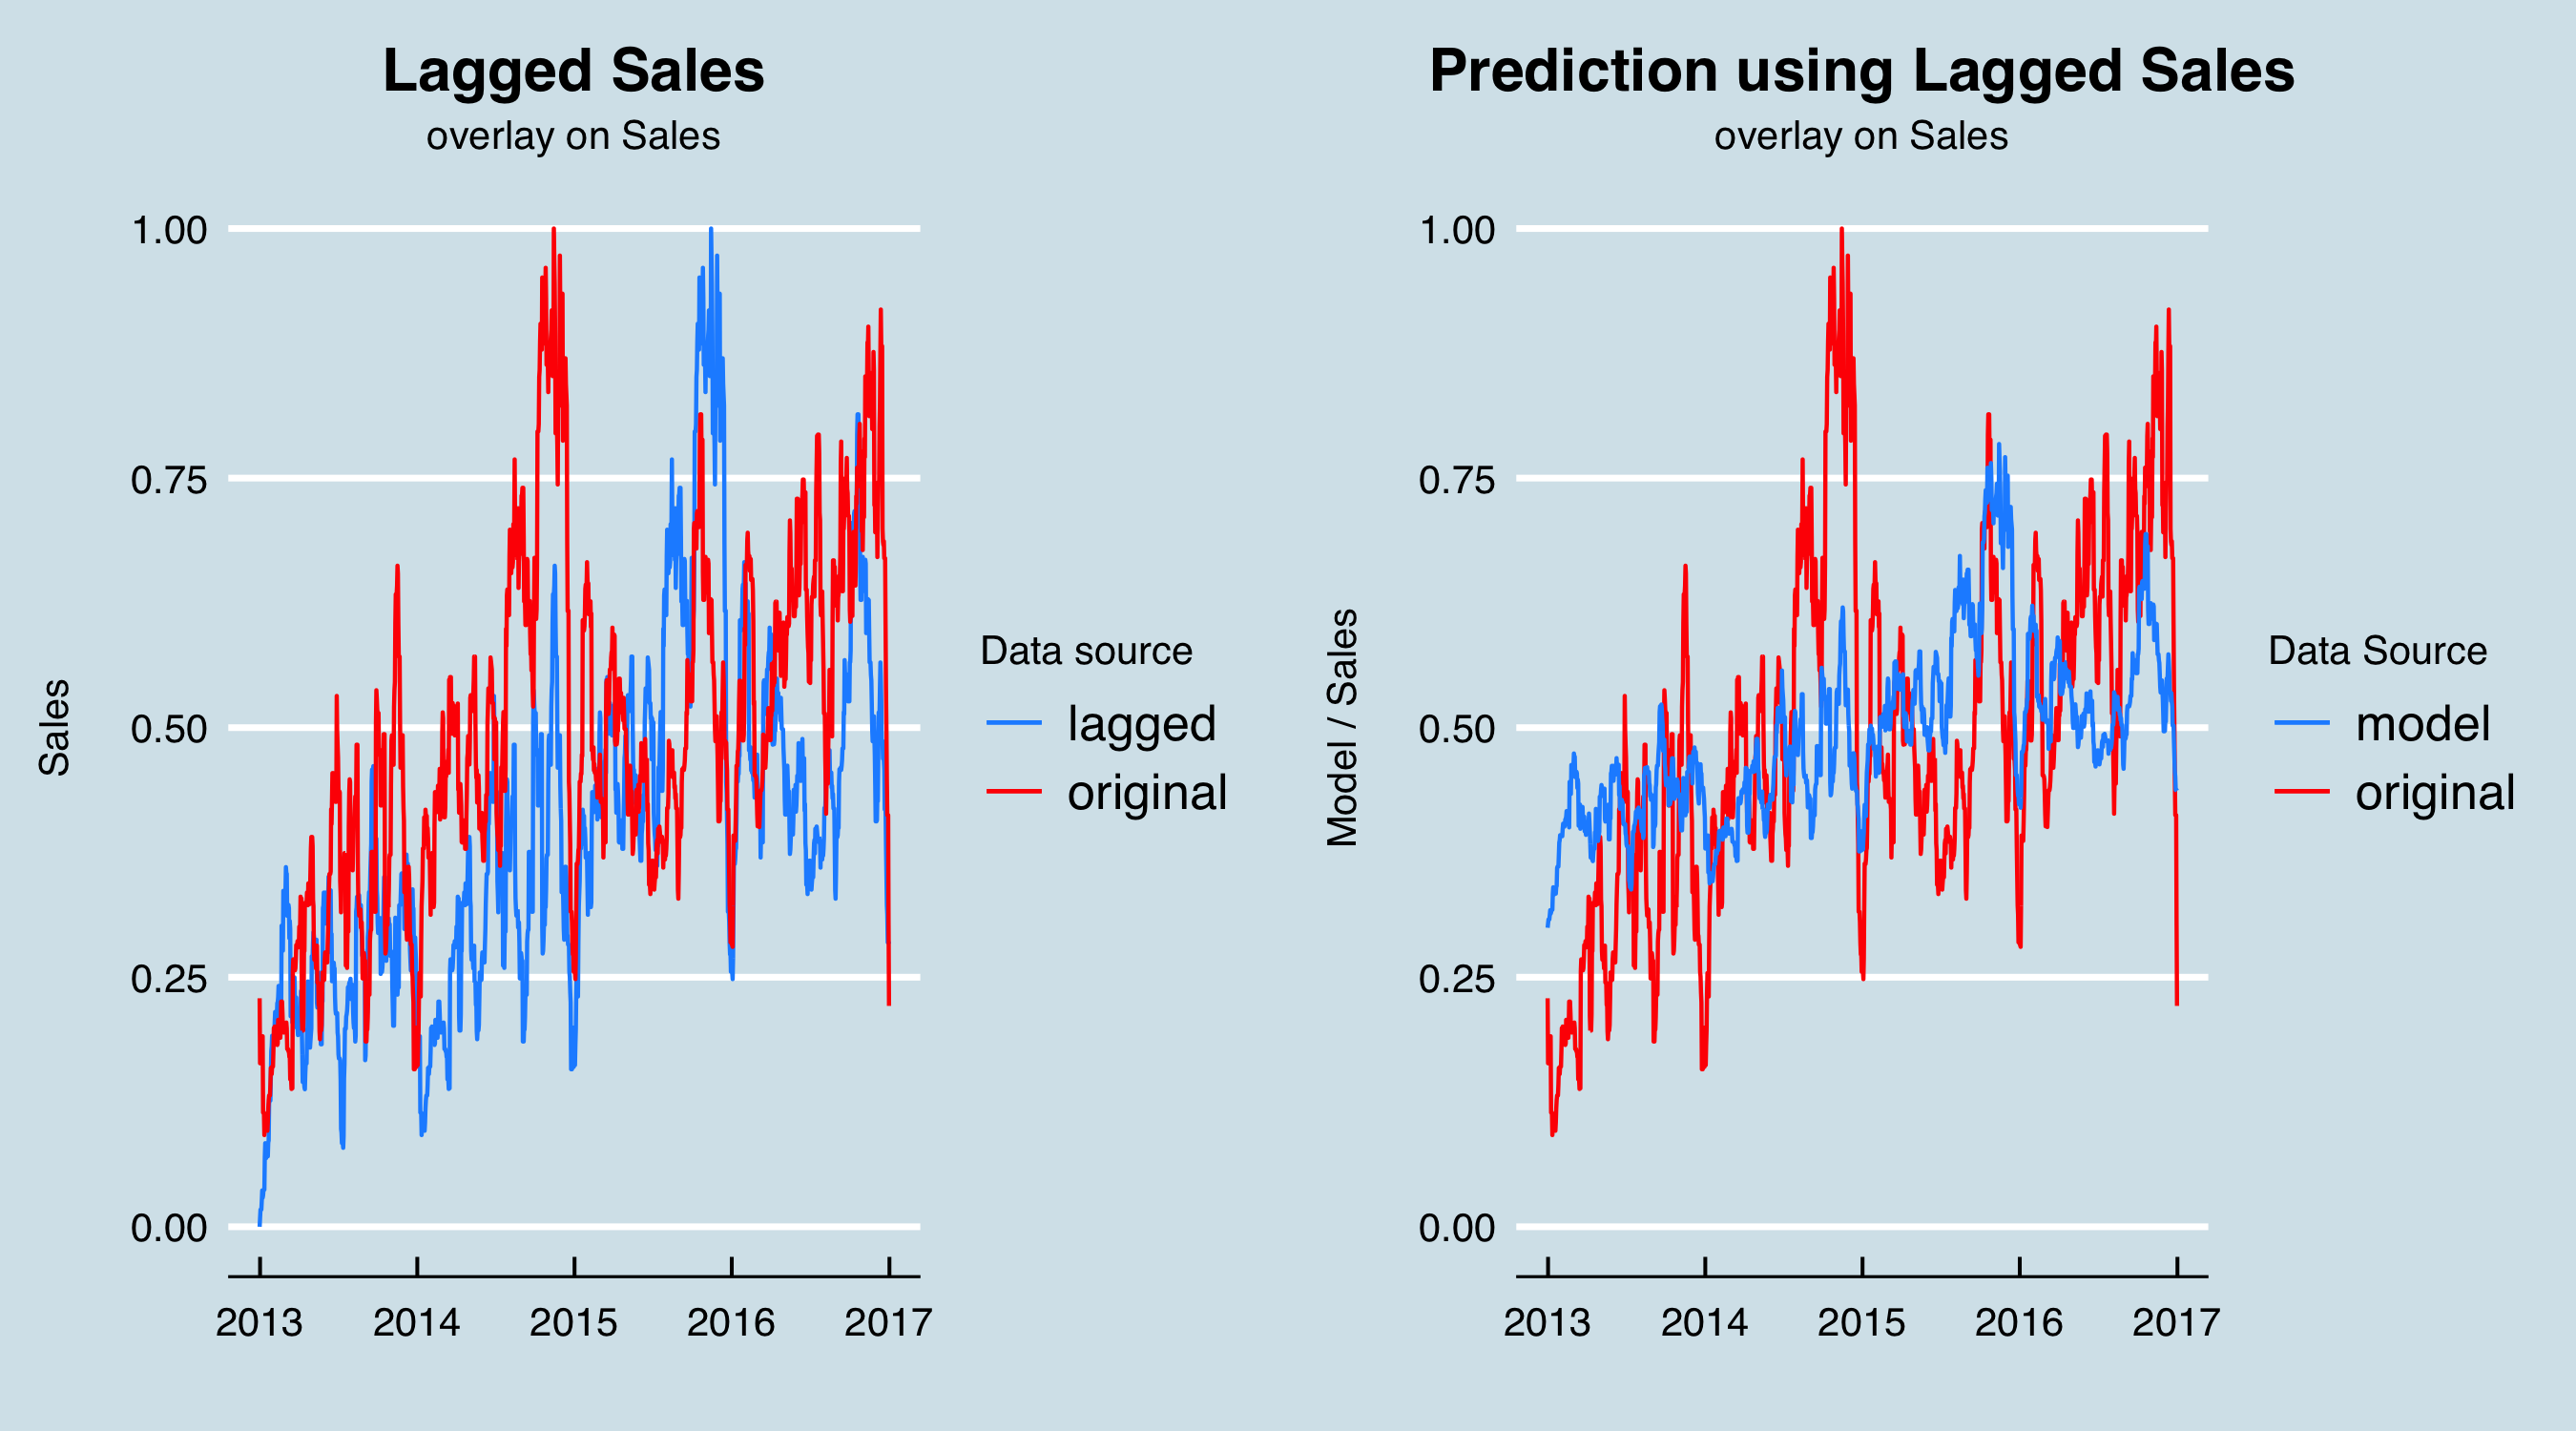 Lagged Sales
overlay on Sales
Sales
1.00
0.75
0.50
0.25
0.00
2013 2014 2015 2016 2017
Data source
lagged
original
Prediction using Lagged Sales
overlay on Sales
Model / Sales
1.00
0.75
0.50
0.25
0.00
2013 2014 2015 2016 2017
Data Source
model
original